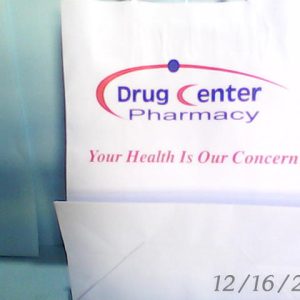 Drug Center
Pharmacy
Your Health Is Our Concern
12/16/2